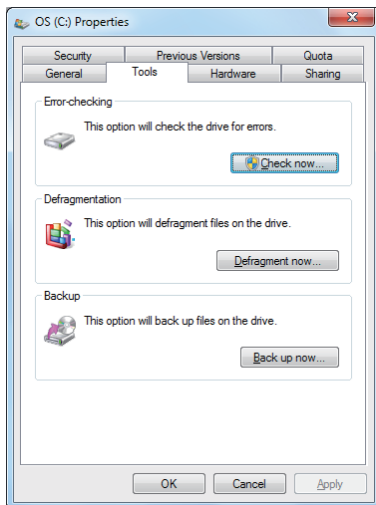 OS (C:) Properties
Security Previous Versions Quota
General Tools Hardware Sharing
Error-checking
This option will check the drive for errors.
Check now...
Defragmentation
This option will defragment files on the drive.
Defragment now...
Backup
This option will back up files on the drive.
Back up now...
OK Cancel Apply